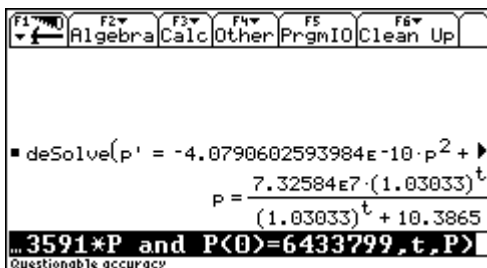 F1 F2 Algebra F3 Calc F4 Other F5 PrgmIO F6 Clean Up
▪ deSolve(p' = -4.0790602593984ᴇ-10·p² + ▶
p = 7.32584ᴇ7·(1.03033)^t / (1.03033)^t + 10.3865
…3591*P and P(0)=6433799,t,P)
Questionable accuracy